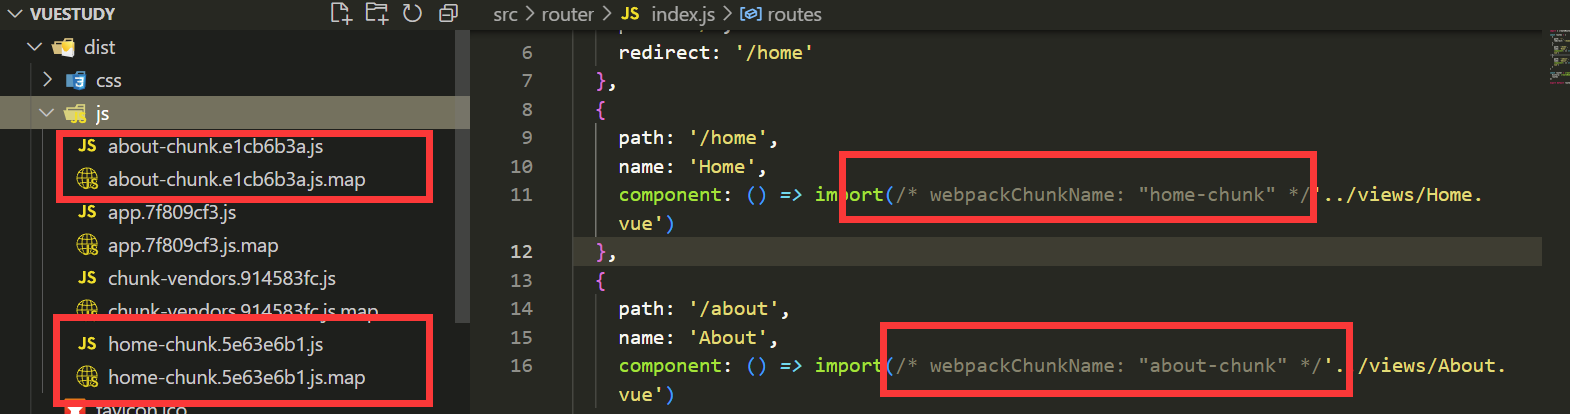 VUESTUDY
dist
css
js
about-chunk.e1cb6b3a.js
about-chunk.e1cb6b3a.js.map
app.7f809cf3.js
app.7f809cf3.js.map
chunk-vendors.914583fc.js
chunk-vendors.914583fc.js.map
home-chunk.5e63e6b1.js
home-chunk.5e63e6b1.js.map
favicon.ico
src > router > JS index.js > routes
6 redirect: '/home'
7 },
8 {
9 path: '/home',
10 name: 'Home',
11 component: () => import(/* webpackChunkName: "home-chunk" */'../views/Home.
vue')
12 },
13 {
14 path: '/about',
15 name: 'About',
16 component: () => import(/* webpackChunkName: "about-chunk" */'../views/About.
vue')